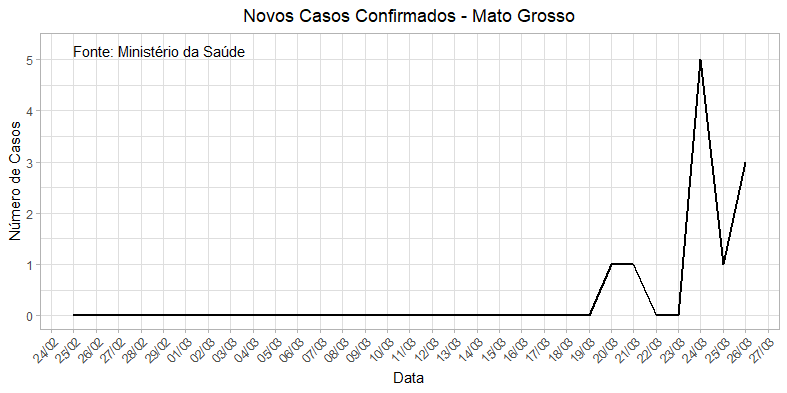 Novos Casos Confirmados - Mato Grosso
Fonte: Ministério da Saúde
Número de Casos
5
4
3
2
1
0
24/02 25/02 26/02 27/02 28/02 29/02 01/03 02/03 03/03 04/03 05/03 06/03 07/03 08/03 09/03 10/03 11/03 12/03 13/03 14/03 15/03 16/03 17/03 18/03 19/03 20/03 21/03 22/03 23/03 24/03 25/03 26/03 27/03
Data